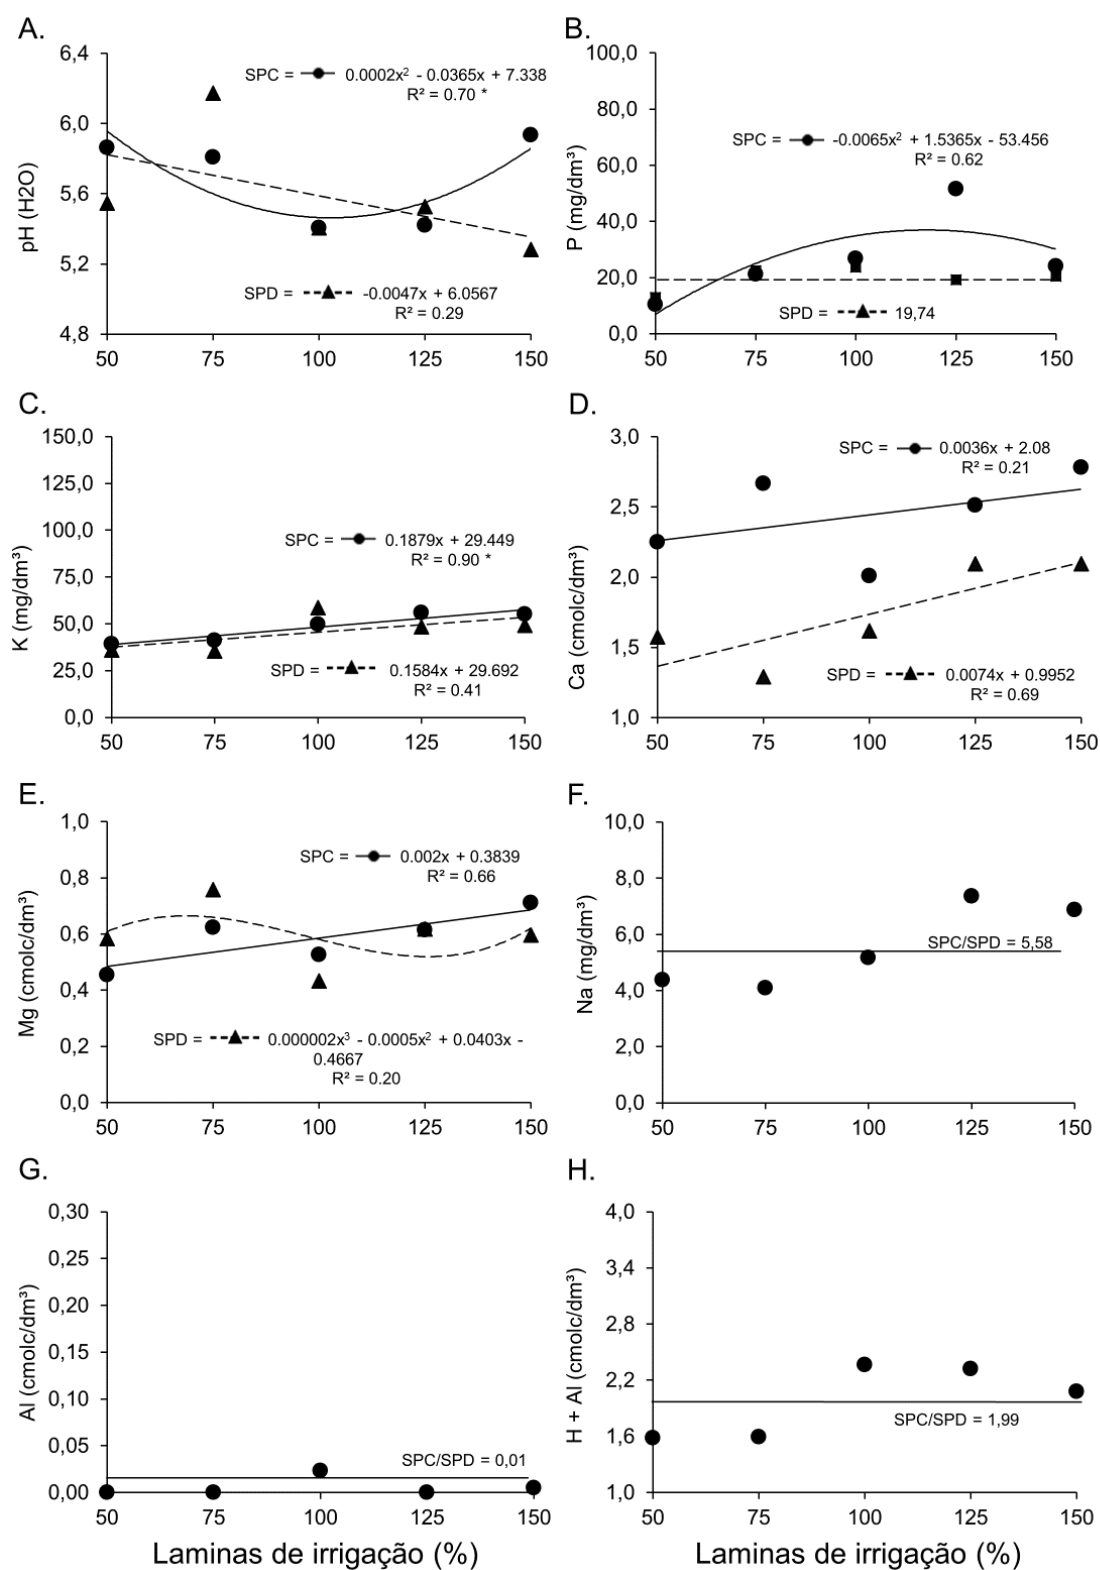 A.
6,4
6,0
5,6
5,2
4,8
pH (H2O)
SPC = 0.0002x² - 0.0365x + 7.338
R² = 0.70 *
SPD = -0.0047x + 6.0567
R² = 0.29
50 75 100 125 150
B.
100,0
80,0
60,0
40,0
20,0
0,0
P (mg/dm³)
SPC = -0.0065x² + 1.5365x - 53.456
R² = 0.62
SPD = 19,74
50 75 100 125 150
C.
150,0
125,0
100,0
75,0
50,0
25,0
0,0
K (mg/dm³)
SPC = 0.1879x + 29.449
R² = 0.90 *
SPD = 0.1584x + 29.692
R² = 0.41
50 75 100 125 150
D.
3,0
2,5
2,0
1,5
1,0
Ca (cmolc/dm³)
SPC = 0.0036x + 2.08
R² = 0.21
SPD = 0.0074x + 0.9952
R² = 0.69
50 75 100 125 150
E.
1,0
0,8
0,6
0,4
0,2
0,0
Mg (cmolc/dm³)
SPC = 0.002x + 0.3839
R² = 0.66
SPD = 0.000002x³ - 0.0005x² + 0.0403x -
0.4667
R² = 0.20
50 75 100 125 150
F.
10,0
8,0
6,0
4,0
2,0
0,0
Na (mg/dm³)
SPC/SPD = 5,58
50 75 100 125 150
G.
0,30
0,25
0,20
0,15
0,10
0,05
0,00
Al (cmolc/dm³)
SPC/SPD = 0,01
50 75 100 125 150
Laminas de irrigação (%)
H.
4,0
3,4
2,8
2,2
1,6
1,0
H + Al (cmolc/dm³)
SPC/SPD = 1,99
50 75 100 125 150
Laminas de irrigação (%)